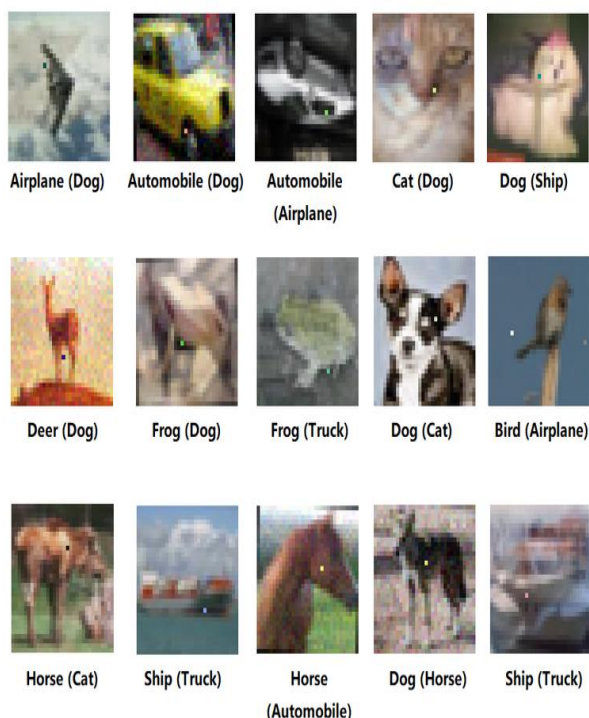 Airplane (Dog)
Automobile (Dog)
Automobile
(Airplane)
Cat (Dog)
Dog (Ship)
Deer (Dog)
Frog (Dog)
Frog (Truck)
Dog (Cat)
Bird (Airplane)
Horse (Cat)
Ship (Truck)
Horse
(Automobile)
Dog (Horse)
Ship (Truck)